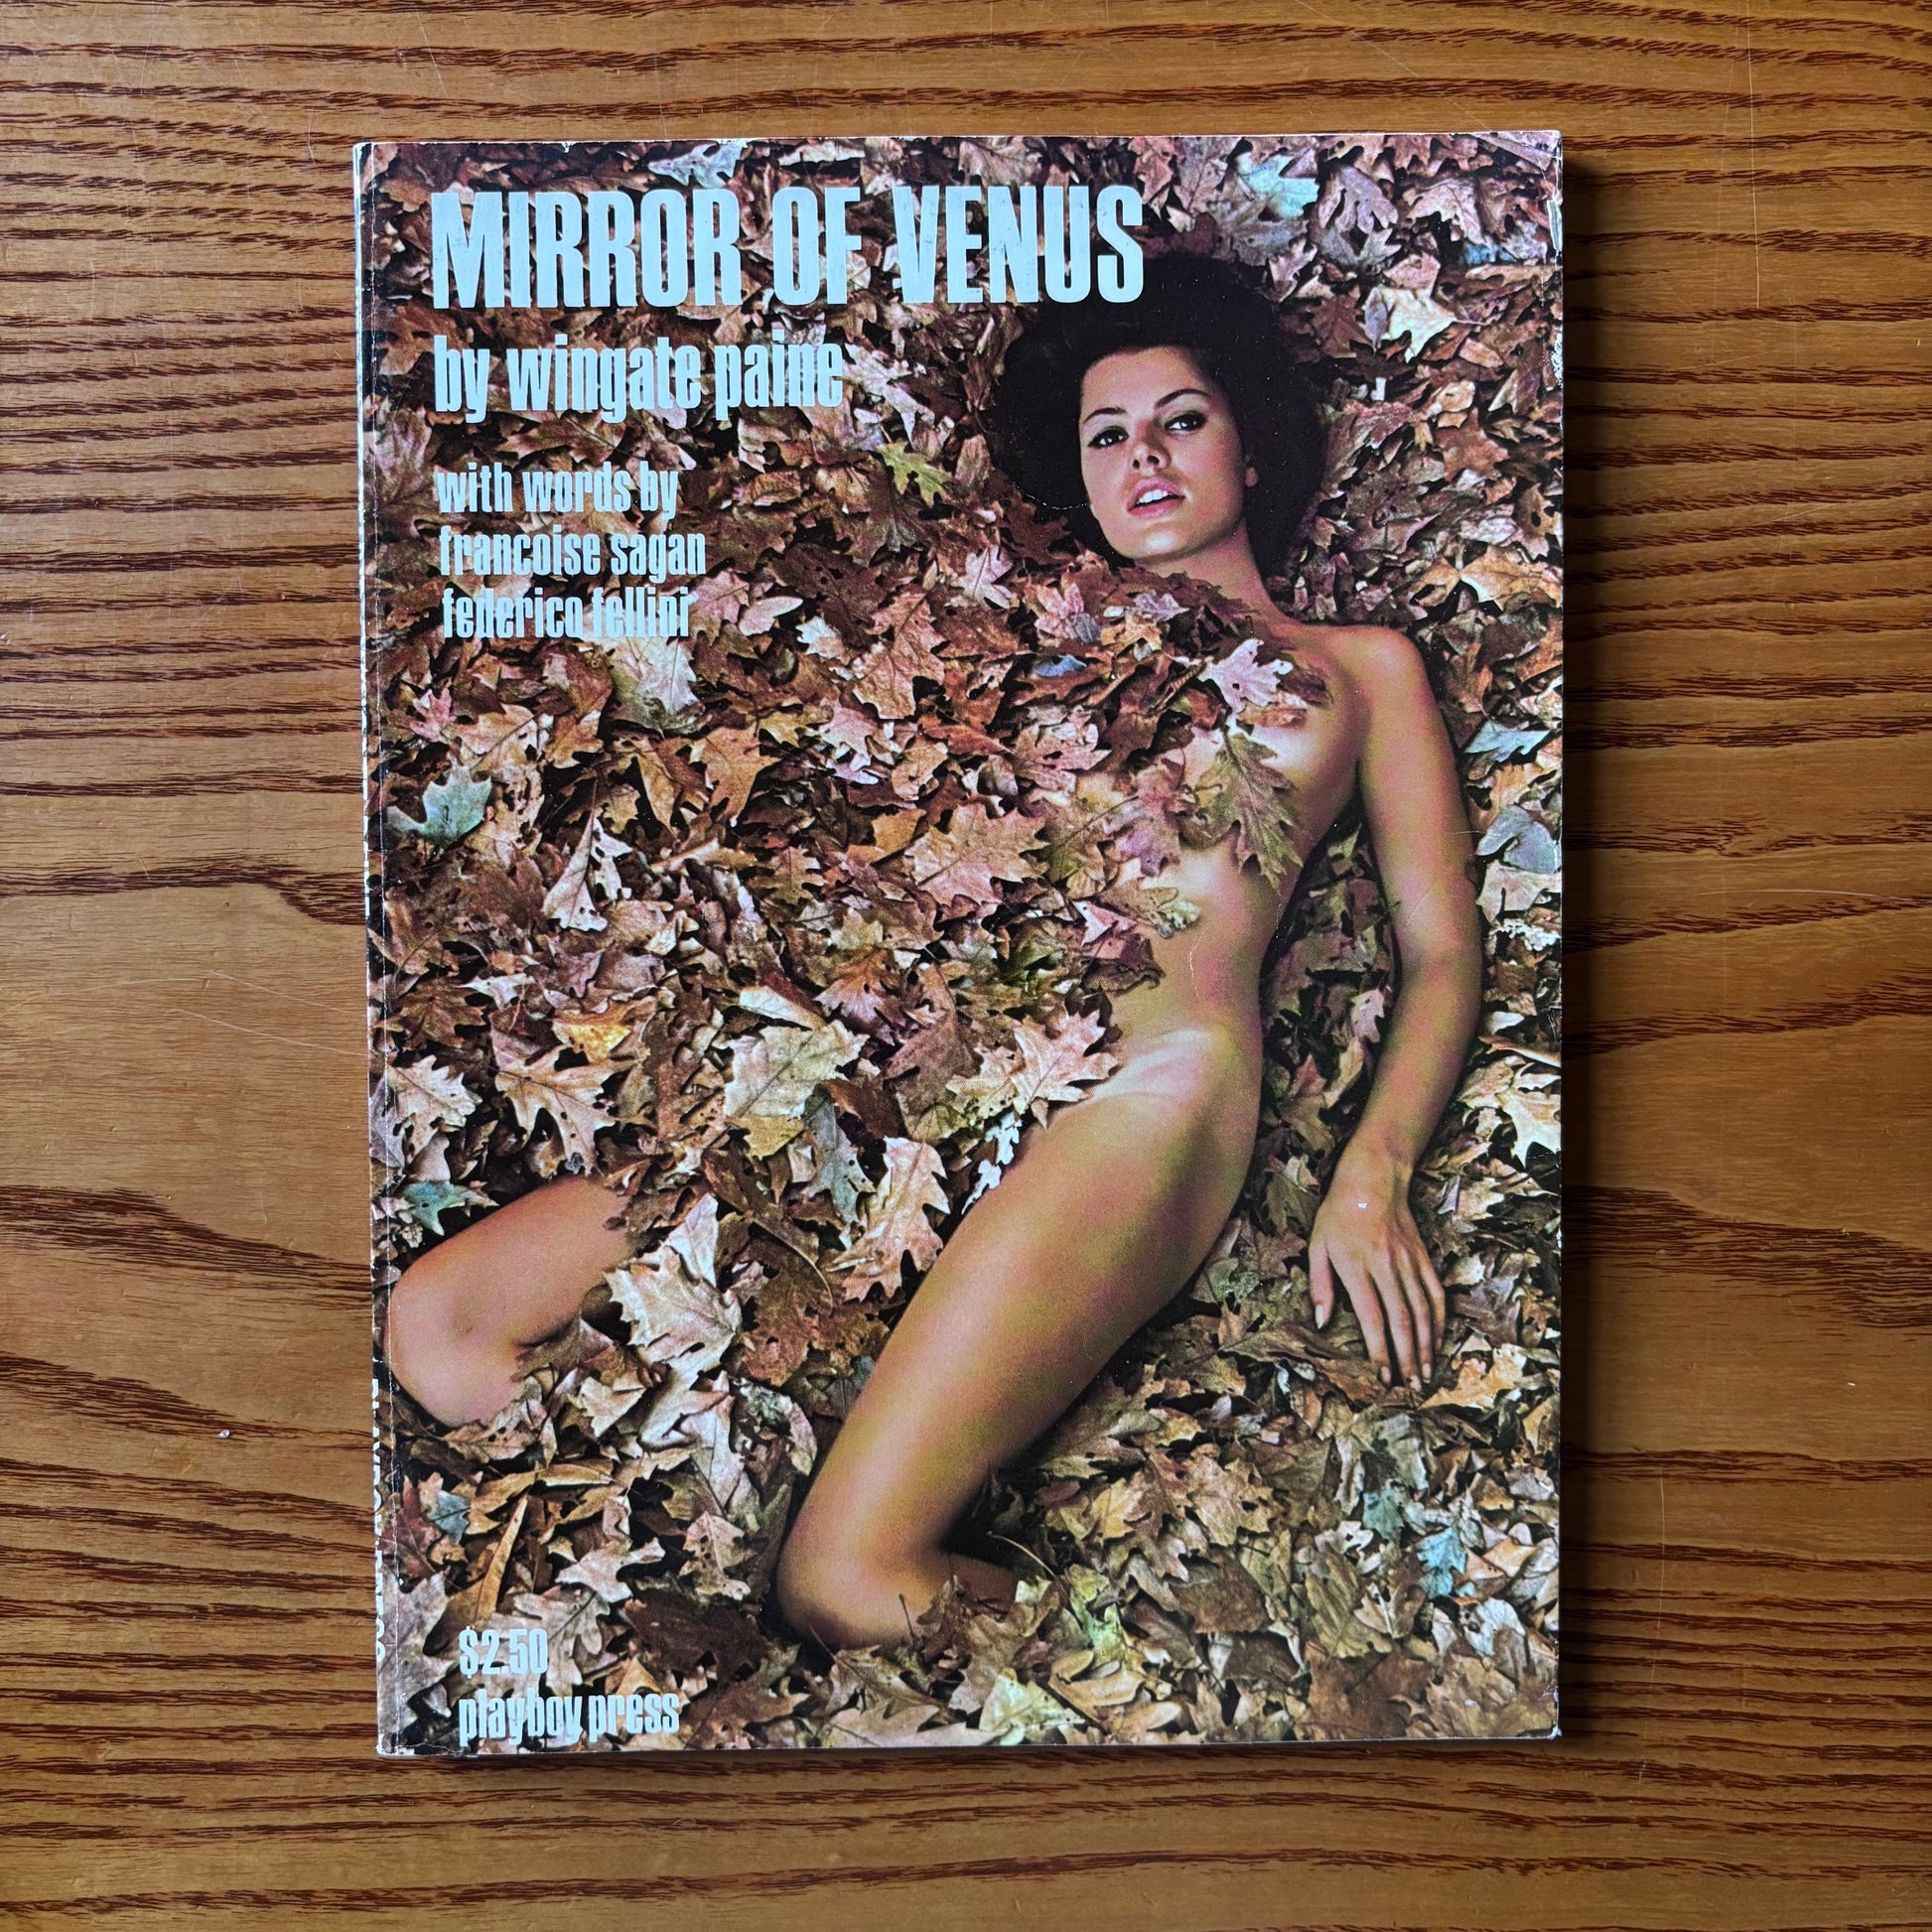 MIRROR OF VENUS
by wingate paine
with words by
francoise sagan
federico fellini
$2.50
playboy press